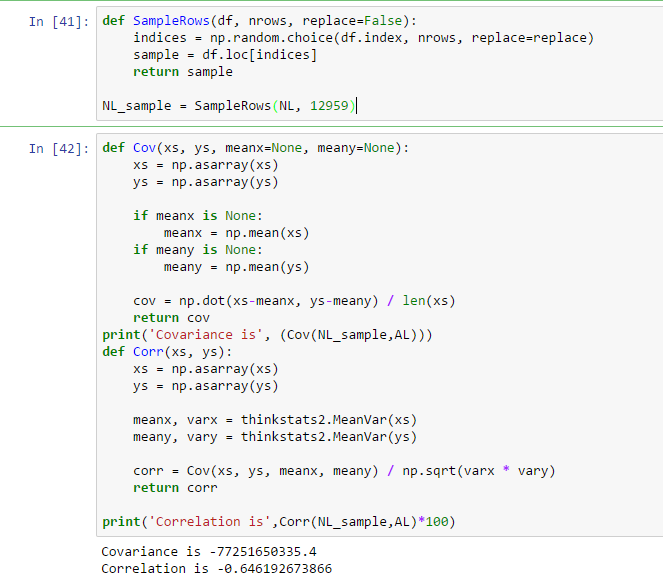 In [41]: def SampleRows(df, nrows, replace=False):
    indices = np.random.choice(df.index, nrows, replace=replace)
    sample = df.loc[indices]
    return sample

NL_sample = SampleRows(NL, 12959)

In [42]: def Cov(xs, ys, meanx=None, meany=None):
    xs = np.asarray(xs)
    ys = np.asarray(ys)

    if meanx is None:
        meanx = np.mean(xs)
    if meany is None:
        meany = np.mean(ys)

    cov = np.dot(xs-meanx, ys-meany) / len(xs)
    return cov
print('Covariance is', (Cov(NL_sample,AL)))
def Corr(xs, ys):
    xs = np.asarray(xs)
    ys = np.asarray(ys)

    meanx, varx = thinkstats2.MeanVar(xs)
    meany, vary = thinkstats2.MeanVar(ys)

    corr = Cov(xs, ys, meanx, meany) / np.sqrt(varx * vary)
    return corr

print('Correlation is',Corr(NL_sample,AL)*100)

Covariance is -77251650335.4
Correlation is -0.646192673866